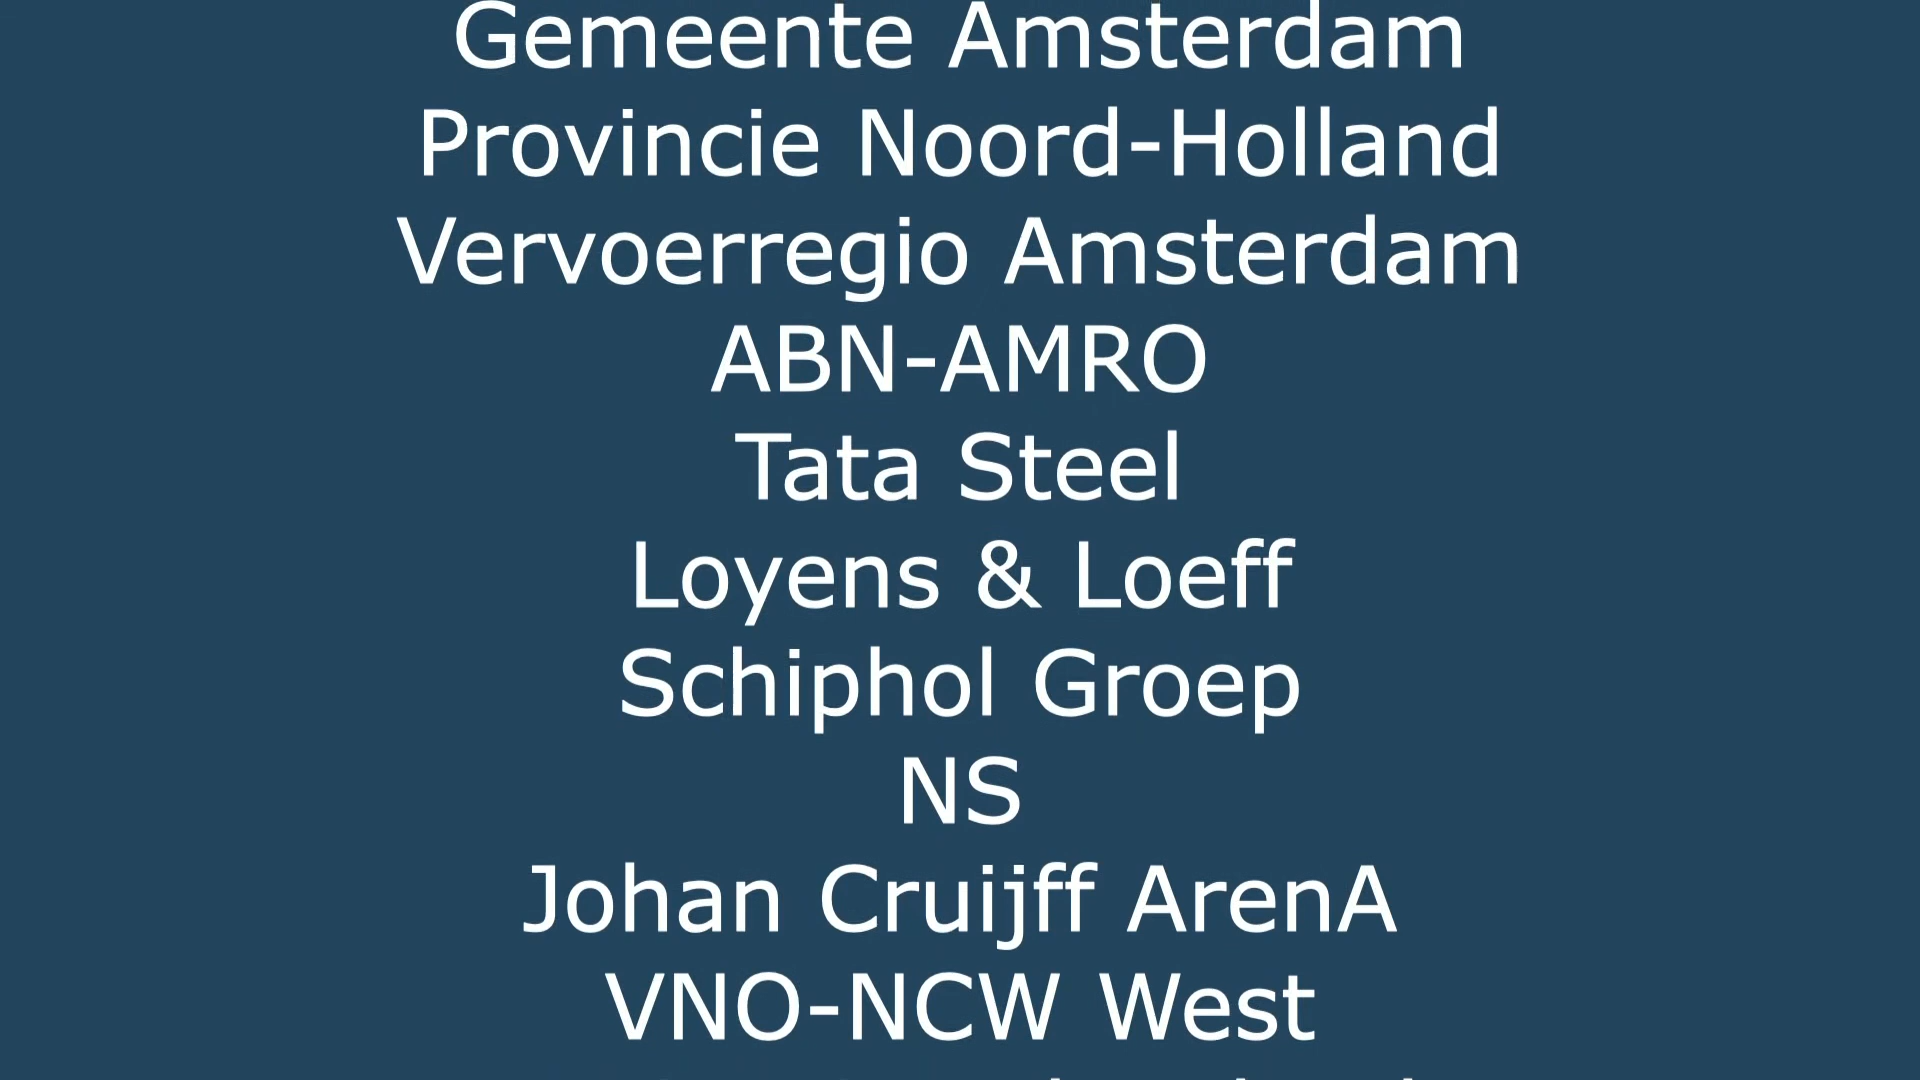 Gemeente Amsterdam
Provincie Noord-Holland
Vervoerregio Amsterdam
ABN-AMRO
Tata Steel
Loyens & Loeff
Schiphol Groep
NS
Johan Cruijff ArenA
VNO-NCW West